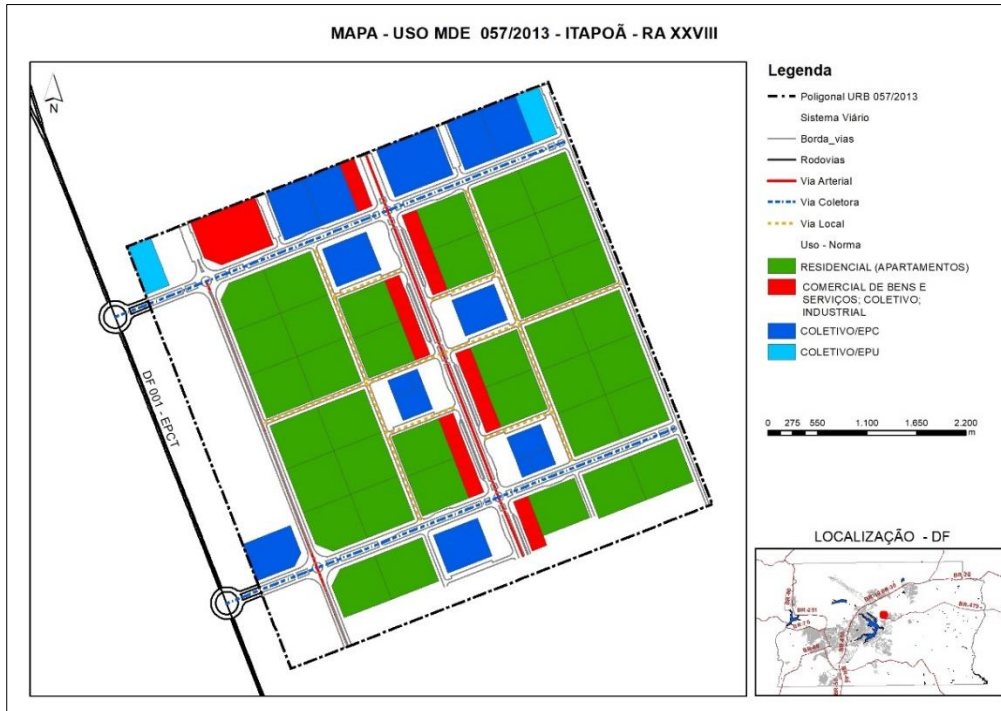 MAPA - USO MDE 057/2013 - ITAPOÃ - RA XXVIII
N
DF 001 - EPCT
Legenda
Poligonal URB 057/2013
Sistema Viário
Borda_vias
Rodovias
Via Arterial
Via Coletora
Via Local
Uso - Norma
RESIDENCIAL (APARTAMENTOS)
COMERCIAL DE BENS E
SERVIÇOS; COLETIVO;
INDUSTRIAL
COLETIVO/EPC
COLETIVO/EPU
0 275 550 1.100 1.650 2.200
m
LOCALIZAÇÃO - DF